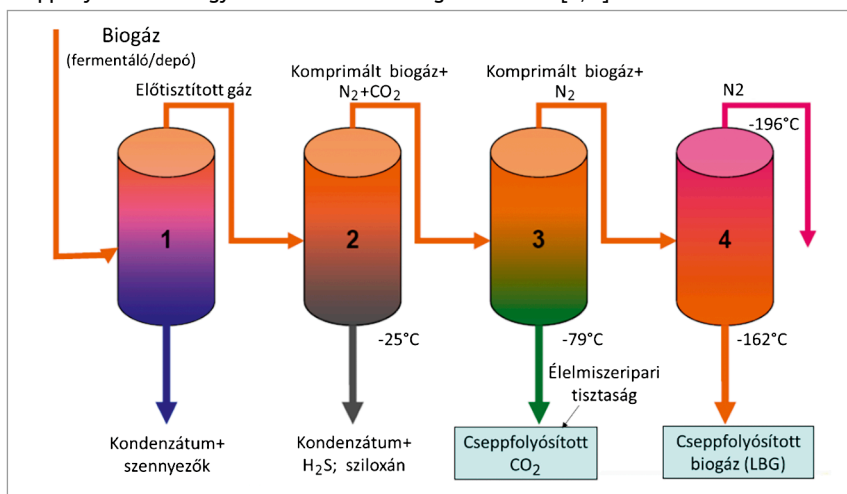 Biogáz
(fermentáló/depó)
Előtisztított gáz
Komprimált biogáz+
N₂+CO₂
Komprimált biogáz+
N₂
N2
-196°C
1
2
3
4
-25°C
-79°C
-162°C
Élelmiszeripari
tisztaság
Kondenzátum+
szennyezők
Kondenzátum+
H₂S; sziloxán
Cseppfolyósított
CO₂
Cseppfolyósított
biogáz (LBG)